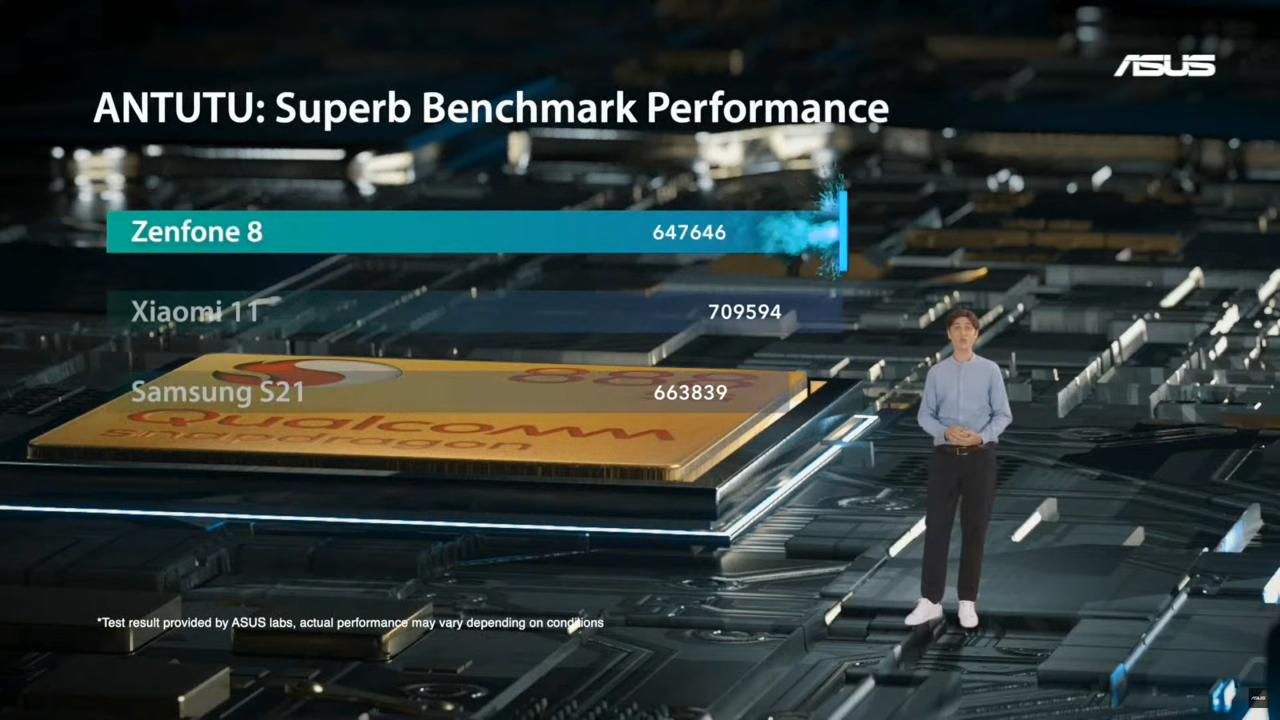 ASUS
ANTUTU: Superb Benchmark Performance
Zenfone 8 647646
Xiaomi 11 709594
888
Samsung S21 663839
Qualcomm
Snapdragon
*Test result provided by ASUS labs, actual performance may vary depending on conditions
ASUS